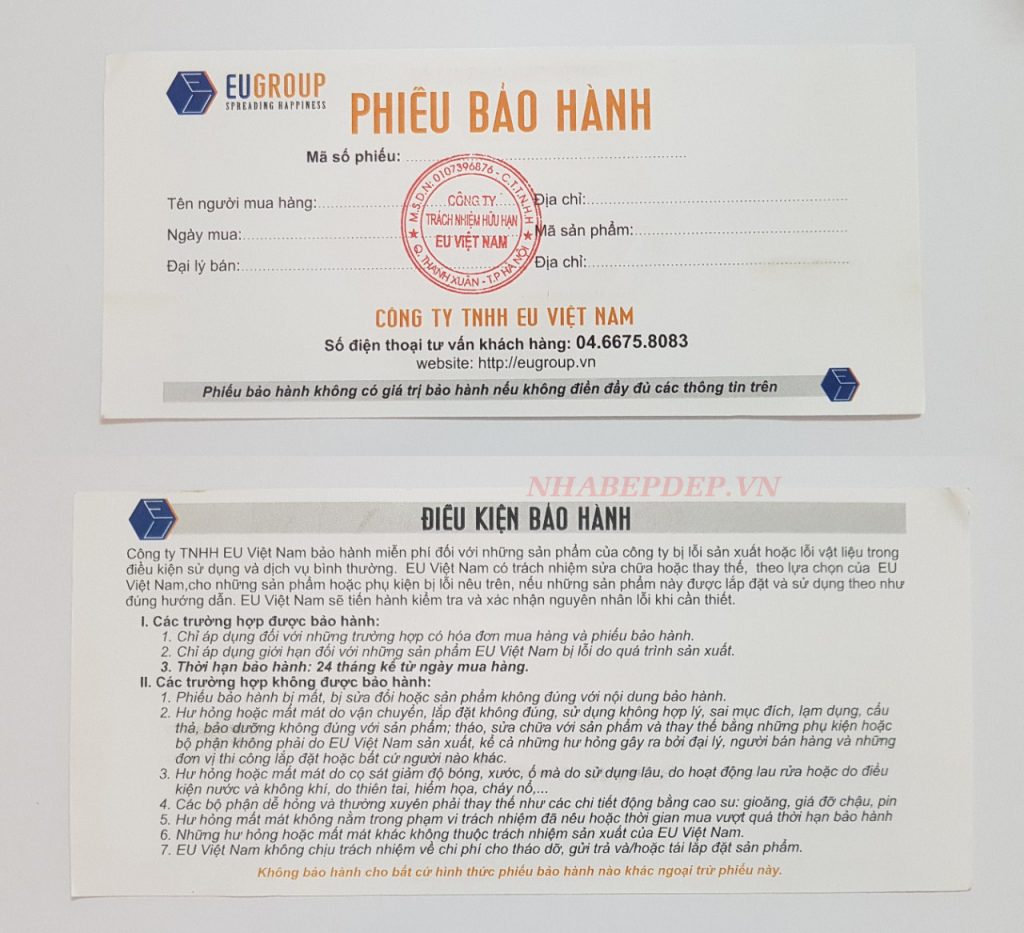 EUGROUP
SPREADING HAPPINESS
PHIẾU BẢO HÀNH
Mã số phiếu:
Tên người mua hàng:
Địa chỉ:
Ngày mua:
Mã sản phẩm:
Đại lý bán:
Địa chỉ:
M.S.D.N: 0107396876 - C.T.T.N.H.H
CÔNG TY
TRÁCH NHIỆM HỮU HẠN
EU VIỆT NAM
Q. THANH XUÂN - T.P HÀ NỘI
CÔNG TY TNHH EU VIỆT NAM
Số điện thoại tư vấn khách hàng: 04.6675.8083
website: http://eugroup.vn
Phiếu bảo hành không có giá trị bảo hành nếu không điền đầy đủ các thông tin trên
NHABEPDEP.VN
ĐIỀU KIỆN BẢO HÀNH
Công ty TNHH EU Việt Nam bảo hành miễn phí đối với những sản phẩm của công ty bị lỗi sản xuất hoặc lỗi vật liệu trong
điều kiện sử dụng và dịch vụ bình thường. EU Việt Nam có trách nhiệm sửa chữa hoặc thay thế, theo lựa chọn của EU
Việt Nam,cho những sản phẩm hoặc phụ kiện bị lỗi nêu trên, nếu những sản phẩm này được lắp đặt và sử dụng theo như
đúng hướng dẫn. EU Việt Nam sẽ tiến hành kiểm tra và xác nhận nguyên nhân lỗi khi cần thiết.
I. Các trường hợp được bảo hành:
1. Chỉ áp dụng đối với những trường hợp có hóa đơn mua hàng và phiếu bảo hành.
2. Chỉ áp dụng giới hạn đối với những sản phẩm EU Việt Nam bị lỗi do quá trình sản xuất.
3. Thời hạn bảo hành: 24 tháng kể từ ngày mua hàng.
II. Các trường hợp không được bảo hành:
1. Phiếu bảo hành bị mất, bị sửa đổi hoặc sản phẩm không đúng với nội dung bảo hành.
2. Hư hỏng hoặc mất mát do vận chuyển, lắp đặt không đúng, sử dụng không hợp lý, sai mục đích, lạm dụng, cẩu
thả, bảo dưỡng không đúng với sản phẩm; tháo, sửa chữa với sản phẩm và thay thế bằng những phụ kiện hoặc
bộ phận không phải do EU Việt Nam sản xuất, kể cả những hư hỏng gây ra bởi đại lý, người bán hàng và những
đơn vị thi công lắp đặt hoặc bất cứ người nào khác.
3. Hư hỏng hoặc mất mát do cọ sát giảm độ bóng, xước, ố mà do sử dụng lâu, do hoạt động lau rửa hoặc do điều
kiện nước và không khí, do thiên tai, hiểm họa, cháy nổ,...
4. Các bộ phận dễ hỏng và thường xuyên phải thay thế như các chi tiết động bằng cao su: gioăng, giá đỡ chậu, pin
5. Hư hỏng mất mát không nằm trong phạm vi trách nhiệm đã nêu hoặc thời gian mua vượt quá thời hạn bảo hành
6. Những hư hỏng hoặc mất mát khác không thuộc trách nhiệm sản xuất của EU Việt Nam.
7. EU Việt Nam không chịu trách nhiệm về chi phí cho tháo dỡ, gửi trả và/hoặc tái lắp đặt sản phẩm.
Không bảo hành cho bất cứ hình thức phiếu bảo hành nào khác ngoại trừ phiếu này.